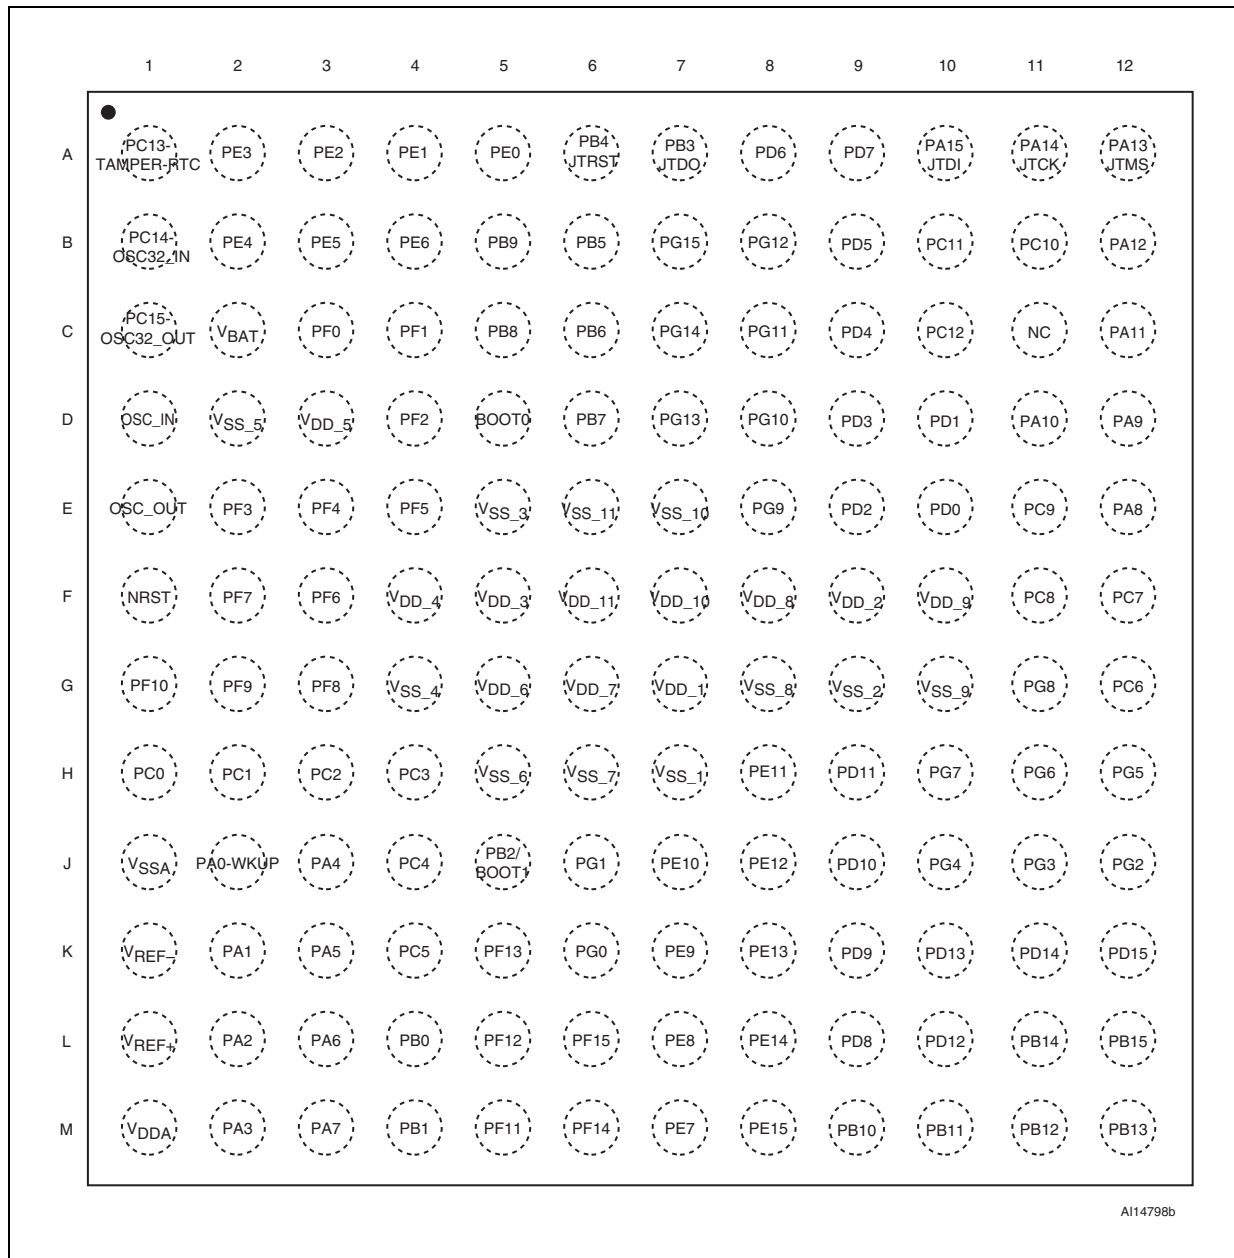 1 2 3 4 5 6 7 8 9 10 11 12
A PC13-TAMPER-RTC PE3 PE2 PE1 PE0 PB4 JTRST PB3 JTDO PD6 PD7 PA15 JTDI PA14 JTCK PA13 JTMS
B PC14-OSC32_IN PE4 PE5 PE6 PB9 PB5 PG15 PG12 PD5 PC11 PC10 PA12
C PC15-OSC32_OUT VBAT PF0 PF1 PB8 PB6 PG14 PG11 PD4 PC12 NC PA11
D OSC_IN VSS_5 VDD_5 PF2 BOOT0 PB7 PG13 PG10 PD3 PD1 PA10 PA9
E OSC_OUT PF3 PF4 PF5 VSS_3 VSS_11 VSS_10 PG9 PD2 PD0 PC9 PA8
F NRST PF7 PF6 VDD_4 VDD_3 VDD_11 VDD_10 VDD_8 VDD_2 VDD_9 PC8 PC7
G PF10 PF9 PF8 VSS_4 VDD_6 VDD_7 VDD_1 VSS_8 VSS_2 VSS_9 PG8 PC6
H PC0 PC1 PC2 PC3 VSS_6 VSS_7 VSS_1 PE11 PD11 PG7 PG6 PG5
J VSSA PA0-WKUP PA4 PC4 PB2/BOOT1 PG1 PE10 PE12 PD10 PG4 PG3 PG2
K VREF– PA1 PA5 PC5 PF13 PG0 PE9 PE13 PD9 PD13 PD14 PD15
L VREF+ PA2 PA6 PB0 PF12 PF15 PE8 PE14 PD8 PD12 PB14 PB15
M VDDA PA3 PA7 PB1 PF11 PF14 PE7 PE15 PB10 PB11 PB12 PB13
AI14798b